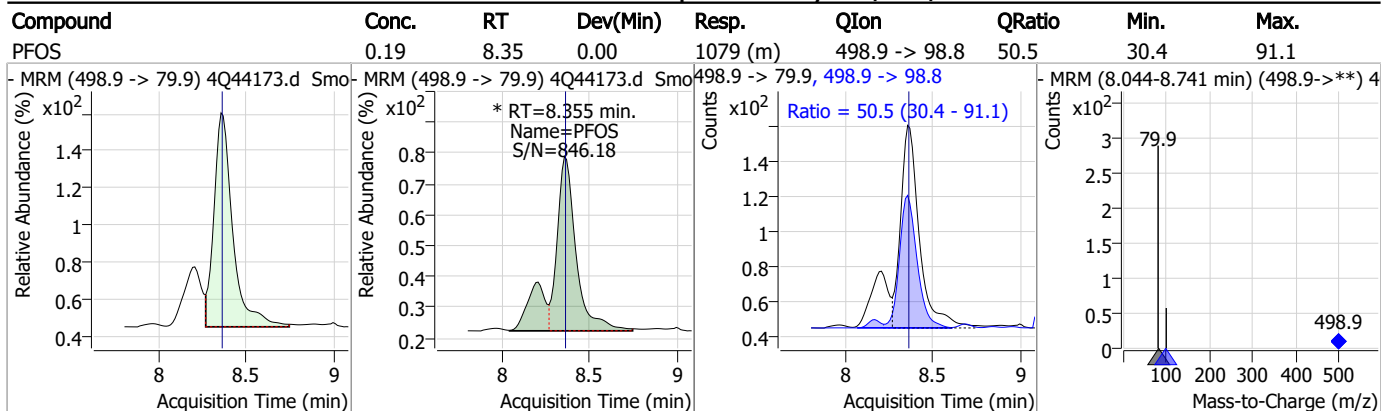 Compound Conc. RT Dev(Min) Resp. QIon QRatio Min. Max.
PFOS 0.19 8.35 0.00 1079 (m) 498.9 -> 98.8 50.5 30.4 91.1
- MRM (498.9 -> 79.9) 4Q44173.d Smo
Relative Abundance (%)
x10²
1.4
1.2
1
0.8
0.6
0.4
8 8.5 9
Acquisition Time (min)
- MRM (498.9 -> 79.9) 4Q44173.d Smo
Relative Abundance (%)
x10²
* RT=8.355 min.
Name=PFOS
S/N=846.18
0.8
0.7
0.6
0.5
0.4
0.3
0.2
8 8.5 9
Acquisition Time (min)
498.9 -> 79.9, 498.9 -> 98.8
Counts
x10²
Ratio = 50.5 (30.4 - 91.1)
1.4
1.2
1
0.8
0.6
0.4
8 8.5 9
Acquisition Time (min)
- MRM (8.044-8.741 min) (498.9->**) 4
Counts
x10²
3
2.5
2
1.5
1
0.5
0
79.9
498.9
100 200 300 400 500
Mass-to-Charge (m/z)